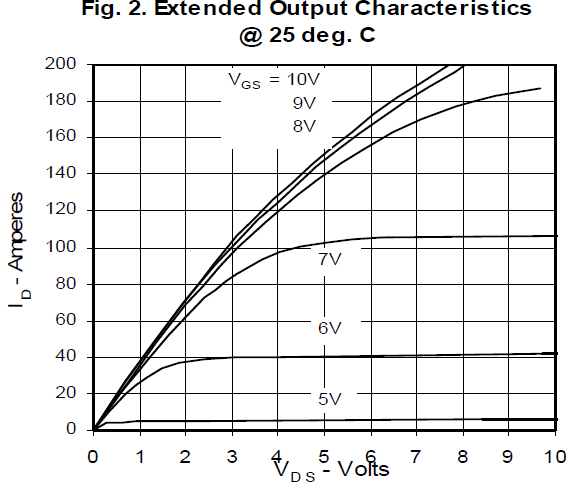 Fig. 2. Extended Output Characteristics
@ 25 deg. C
200
180
160
140
120
100
80
60
40
20
0
I D - Amperes
VGS = 10V
9V
8V
7V
6V
5V
0 1 2 3 4 5 6 7 8 9 10
V D S - Volts